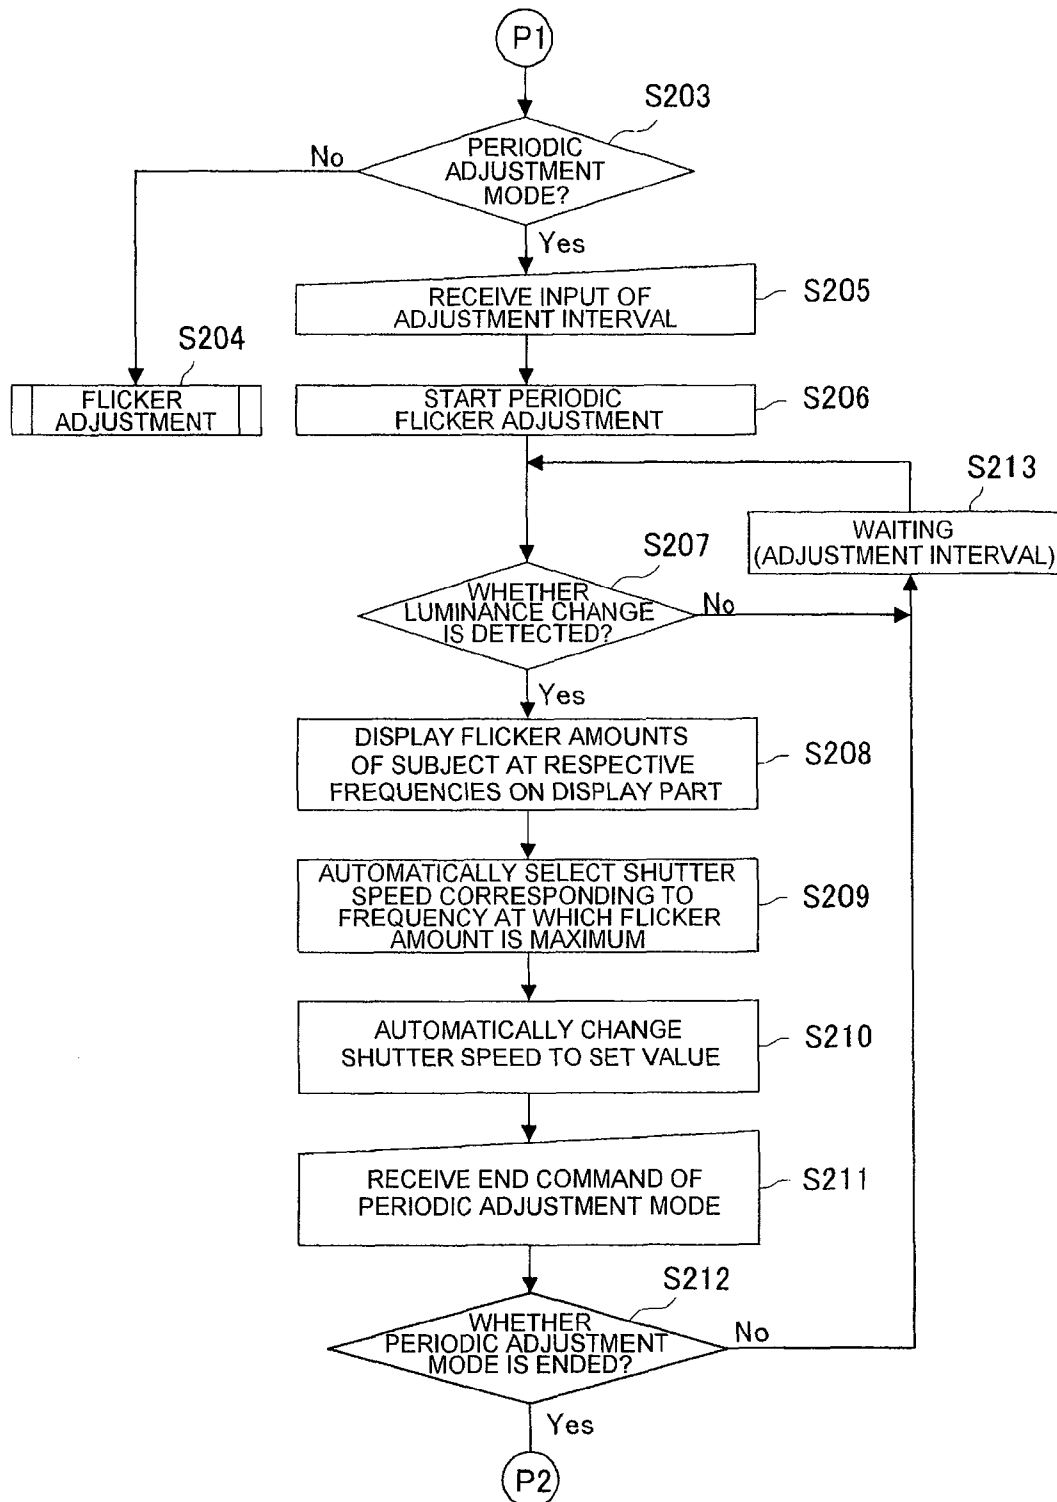 P1
S203
PERIODIC
ADJUSTMENT
MODE?
No
Yes
RECEIVE INPUT OF
ADJUSTMENT INTERVAL
S205
S204
FLICKER
ADJUSTMENT
START PERIODIC
FLICKER ADJUSTMENT
S206
S213
WAITING
(ADJUSTMENT INTERVAL)
S207
WHETHER
LUMINANCE CHANGE
IS DETECTED?
No
Yes
DISPLAY FLICKER AMOUNTS
OF SUBJECT AT RESPECTIVE
FREQUENCIES ON DISPLAY PART
S208
AUTOMATICALLY SELECT SHUTTER
SPEED CORRESPONDING TO
FREQUENCY AT WHICH FLICKER
AMOUNT IS MAXIMUM
S209
AUTOMATICALLY CHANGE
SHUTTER SPEED TO SET VALUE
S210
RECEIVE END COMMAND OF
PERIODIC ADJUSTMENT MODE
S211
S212
WHETHER
PERIODIC ADJUSTMENT
MODE IS ENDED?
No
Yes
P2